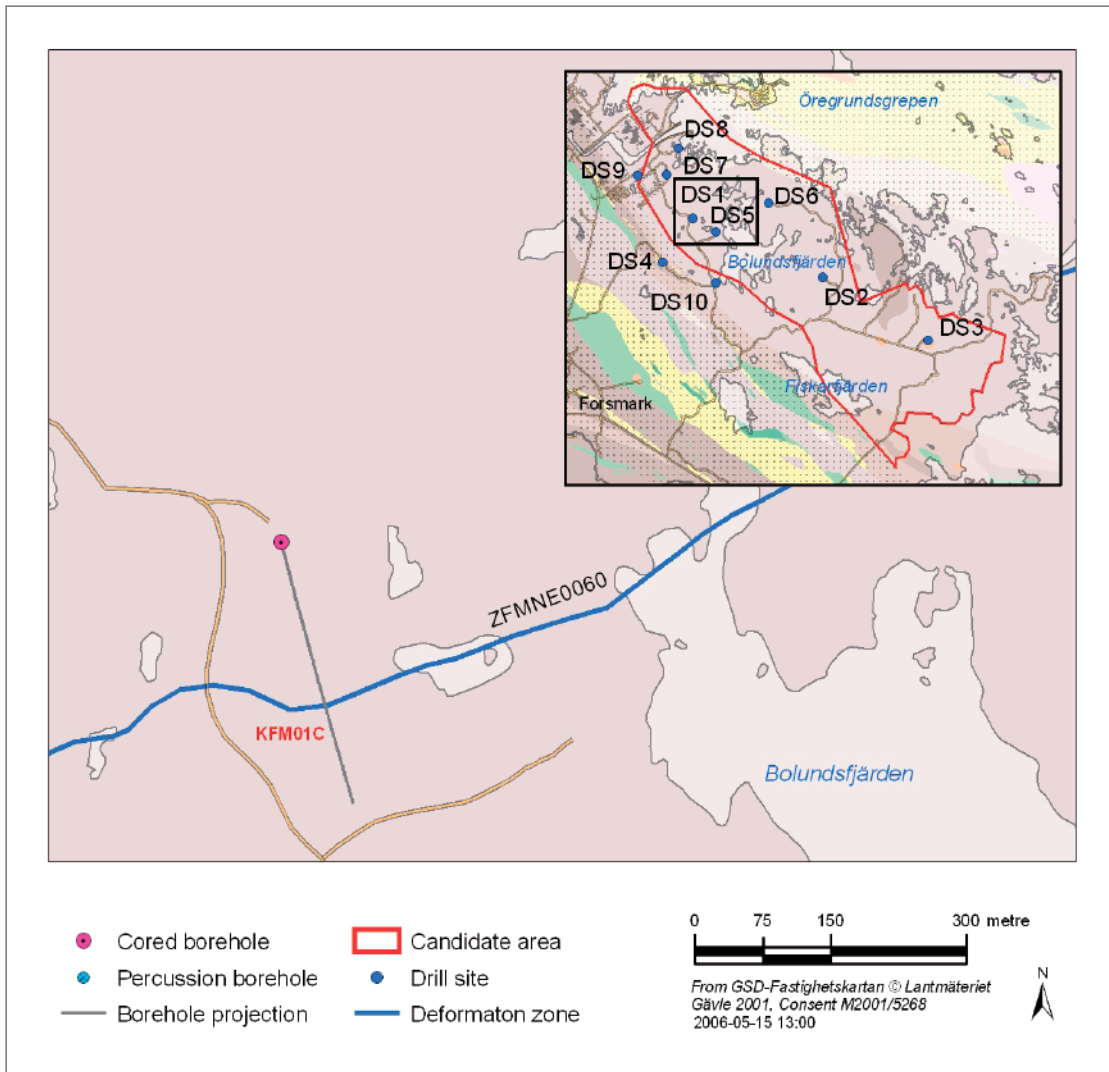 Öregrundsgrepen
DS8
DS9
DS7
DS1
DS6
DS5
DS4
Bolundsfjärden
DS10
DS2
DS3
Fiskarfjärden
Forsmark
ZFMNE0060
KFM01C
Bolundsfjärden
Cored borehole
Percussion borehole
Borehole projection
Candidate area
Drill site
Deformaton zone
0 75 150 300 metre
From GSD-Fastighetskartan © Lantmäteriet
Gävle 2001, Consent M2001/5268
2006-05-15 13:00
N